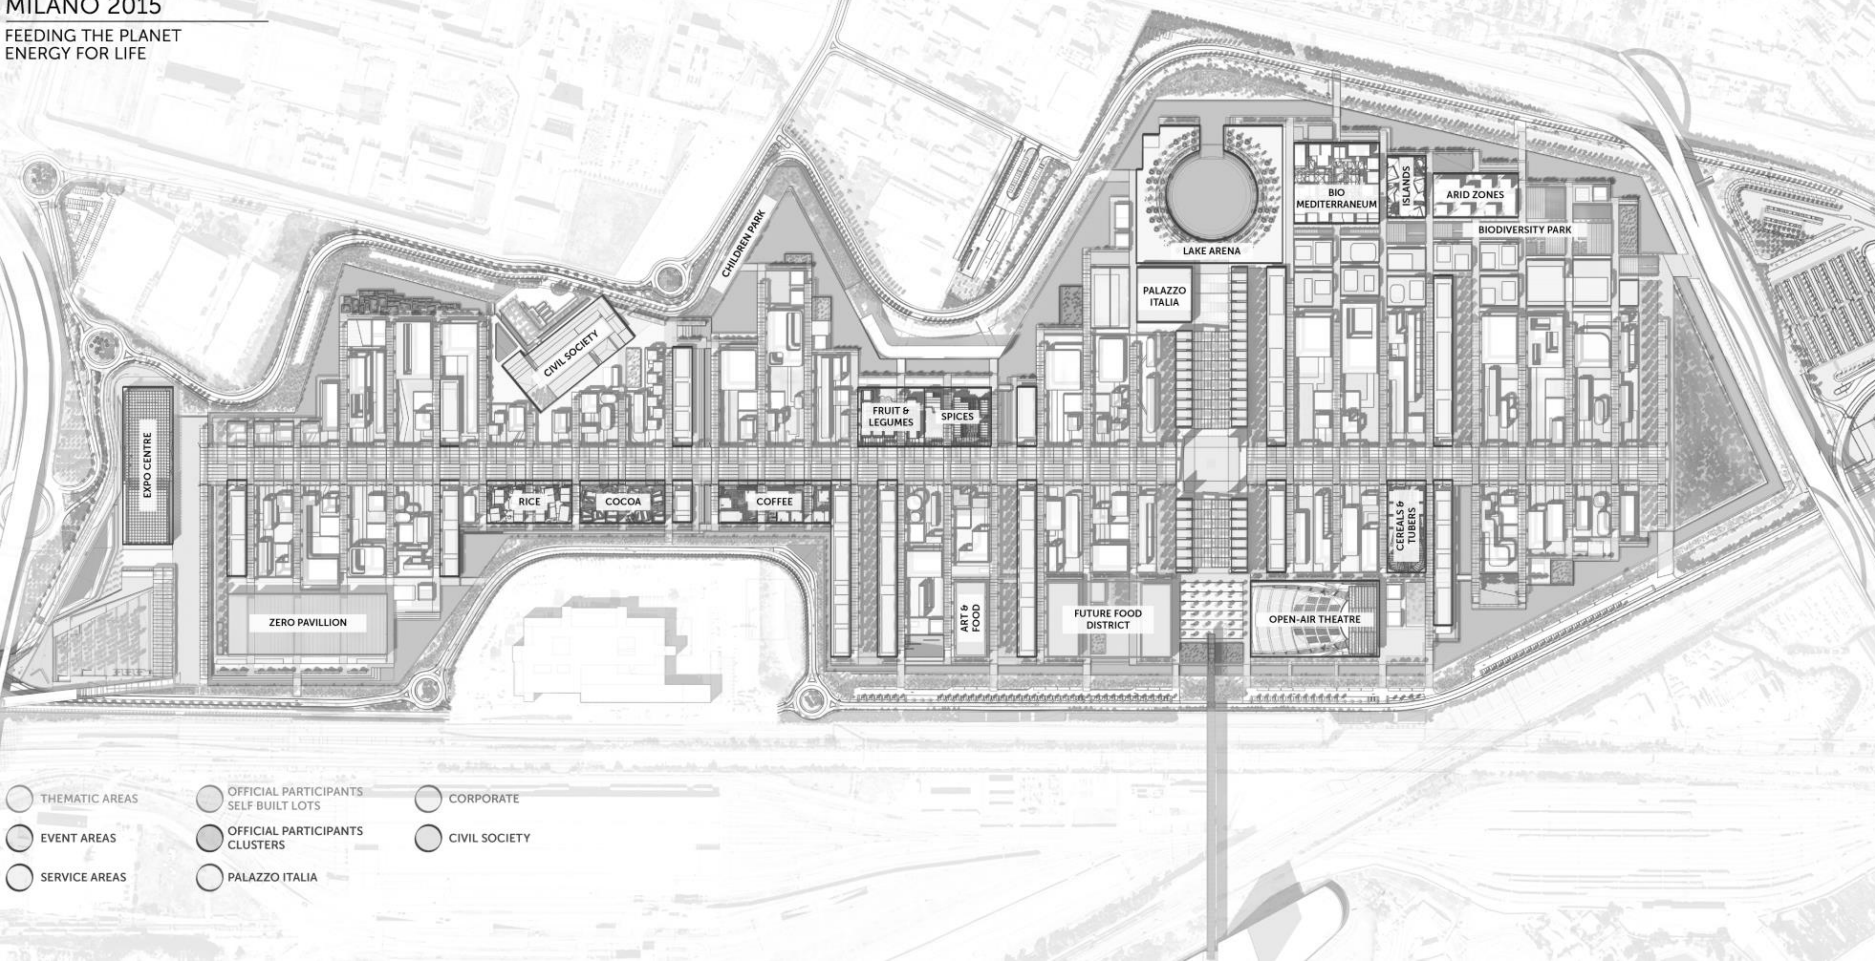 MILANO 2015
FEEDING THE PLANET
ENERGY FOR LIFE
CHILDREN PARK
LAKE ARENA
BIO
MEDITERRANEUM
ISLANDS
ARID ZONES
BIODIVERSITY PARK
PALAZZO
ITALIA
CIVIL SOCIETY
FRUIT &
LEGUMES
SPICES
EXPO CENTRE
RICE
COCOA
COFFEE
CEREALS &
TUBERS
ZERO PAVILLION
ART &
FOOD
FUTURE FOOD
DISTRICT
OPEN-AIR THEATRE
THEMATIC AREAS
EVENT AREAS
SERVICE AREAS
OFFICIAL PARTICIPANTS
SELF BUILT LOTS
OFFICIAL PARTICIPANTS
CLUSTERS
PALAZZO ITALIA
CORPORATE
CIVIL SOCIETY